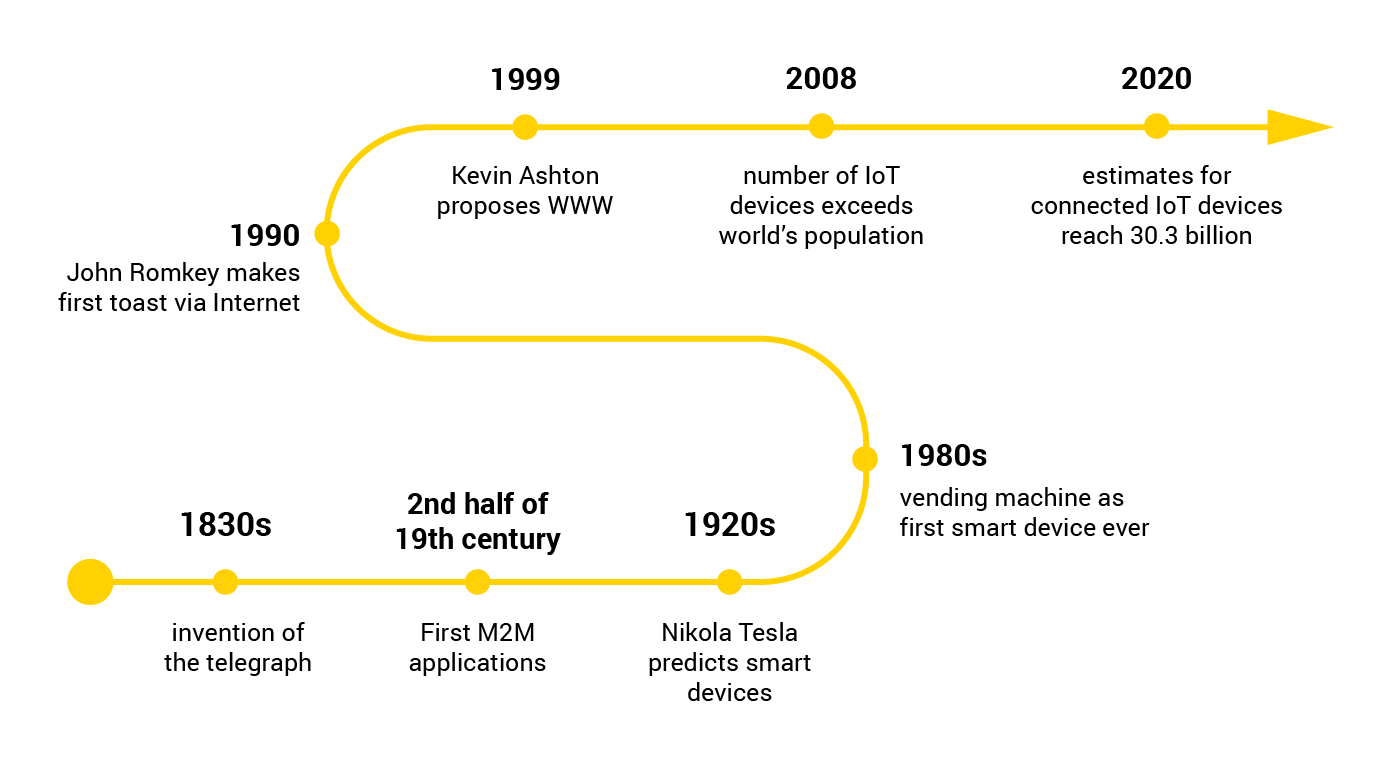 1830s
invention of
the telegraph
2nd half of
19th century
First M2M
applications
1920s
Nikola Tesla
predicts smart
devices
1980s
vending machine as
first smart device ever
1990
John Romkey makes
first toast via Internet
1999
Kevin Ashton
proposes WWW
2008
number of IoT
devices exceeds
world’s population
2020
estimates for
connected IoT devices
reach 30.3 billion